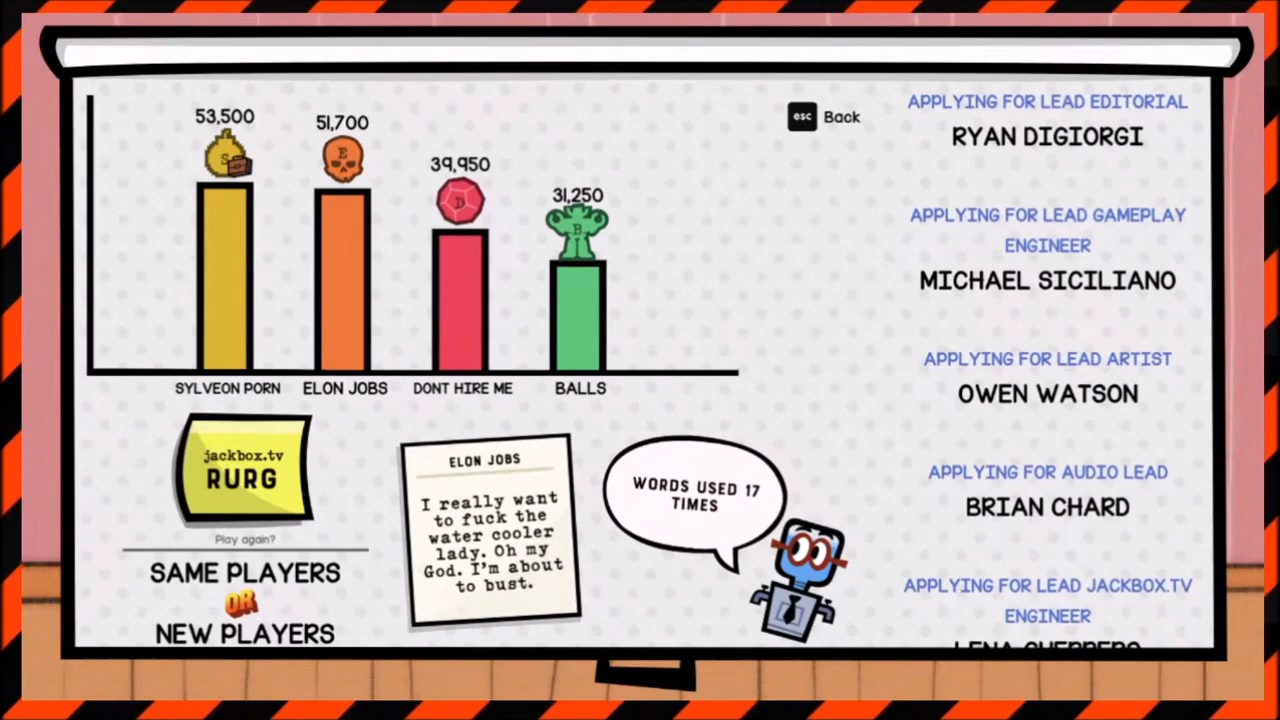 53,500
51,700
39,950
31,250
S
E
D
B
SYLVEON PORN
ELON JOBS
DONT HIRE ME
BALLS
esc Back
jackbox.tv
RURG
Play again?
SAME PLAYERS
OR
NEW PLAYERS
ELON JOBS
I really want
to fuck the
water cooler
lady. Oh my
God. I'm about
to bust.
WORDS USED 17
TIMES
APPLYING FOR LEAD EDITORIAL
RYAN DIGIORGI
APPLYING FOR LEAD GAMEPLAY
ENGINEER
MICHAEL SICILIANO
APPLYING FOR LEAD ARTIST
OWEN WATSON
APPLYING FOR AUDIO LEAD
BRIAN CHARD
APPLYING FOR LEAD JACKBOX.TV
ENGINEER
LENA GUERRERO